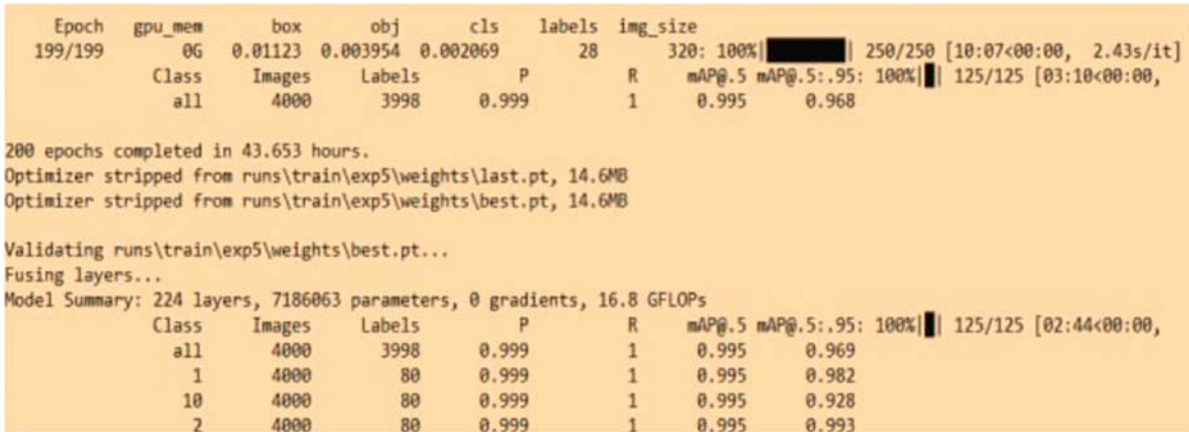 Epoch gpu_mem box obj cls labels img_size
199/199 0G 0.01123 0.003954 0.002069 28 320: 100%|██████████| 250/250 [10:07<00:00, 2.43s/it]
Class Images Labels P R mAP@.5 mAP@.5:.95: 100%|█| 125/125 [03:10<00:00,
all 4000 3998 0.999 1 0.995 0.968
200 epochs completed in 43.653 hours.
Optimizer stripped from runs\train\exp5\weights\last.pt, 14.6MB
Optimizer stripped from runs\train\exp5\weights\best.pt, 14.6MB
Validating runs\train\exp5\weights\best.pt...
Fusing layers...
Model Summary: 224 layers, 7186063 parameters, 0 gradients, 16.8 GFLOPs
Class Images Labels P R mAP@.5 mAP@.5:.95: 100%|█| 125/125 [02:44<00:00,
all 4000 3998 0.999 1 0.995 0.969
1 4000 80 0.999 1 0.995 0.982
10 4000 80 0.999 1 0.995 0.928
2 4000 80 0.999 1 0.995 0.993